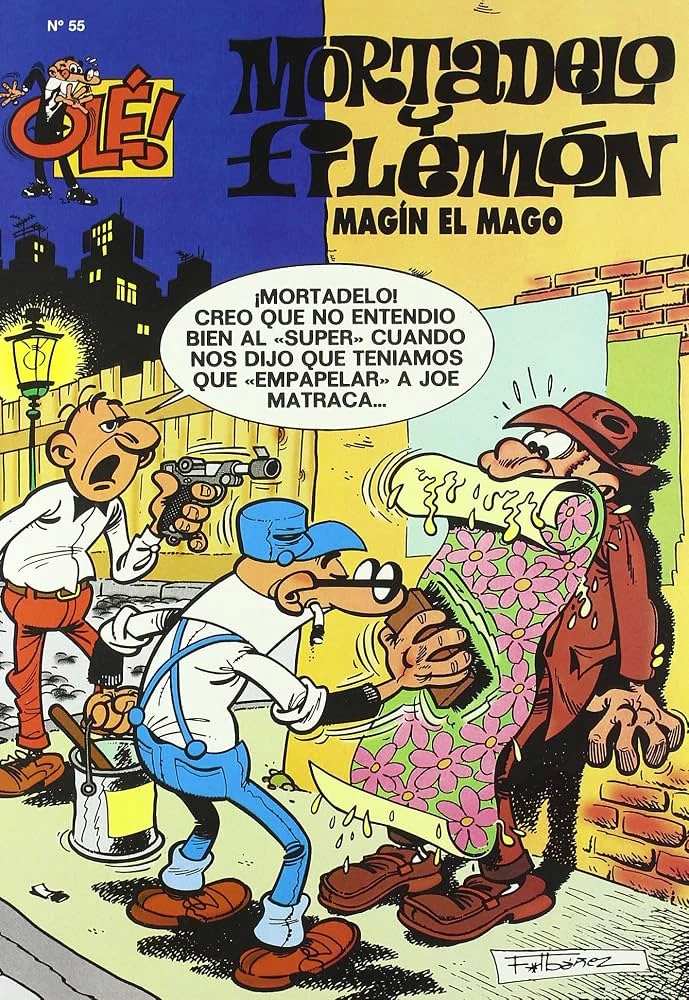 Nº 55
OLÉ!
MORTADELO
Y
FILEMÓN
MAGÍN EL MAGO
¡MORTADELO!
CREO QUE NO ENTENDIO
BIEN AL «SUPER» CUANDO
NOS DIJO QUE TENIAMOS
QUE «EMPAPELAR» A JOE
MATRACA...
F. Ibáñez